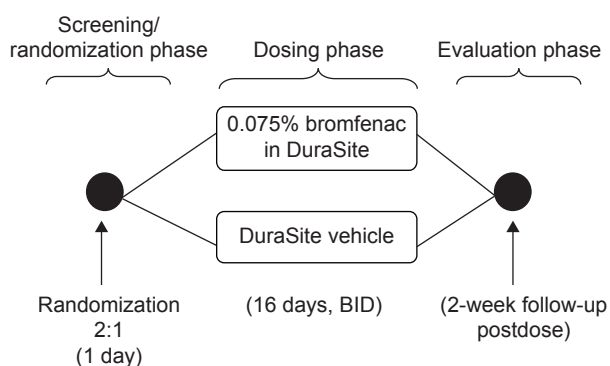 Screening/
randomization phase
Dosing phase
Evaluation phase
0.075% bromfenac
in DuraSite
DuraSite vehicle
Randomization
2:1
(1 day)
(16 days, BID)
(2-week follow-up
postdose)